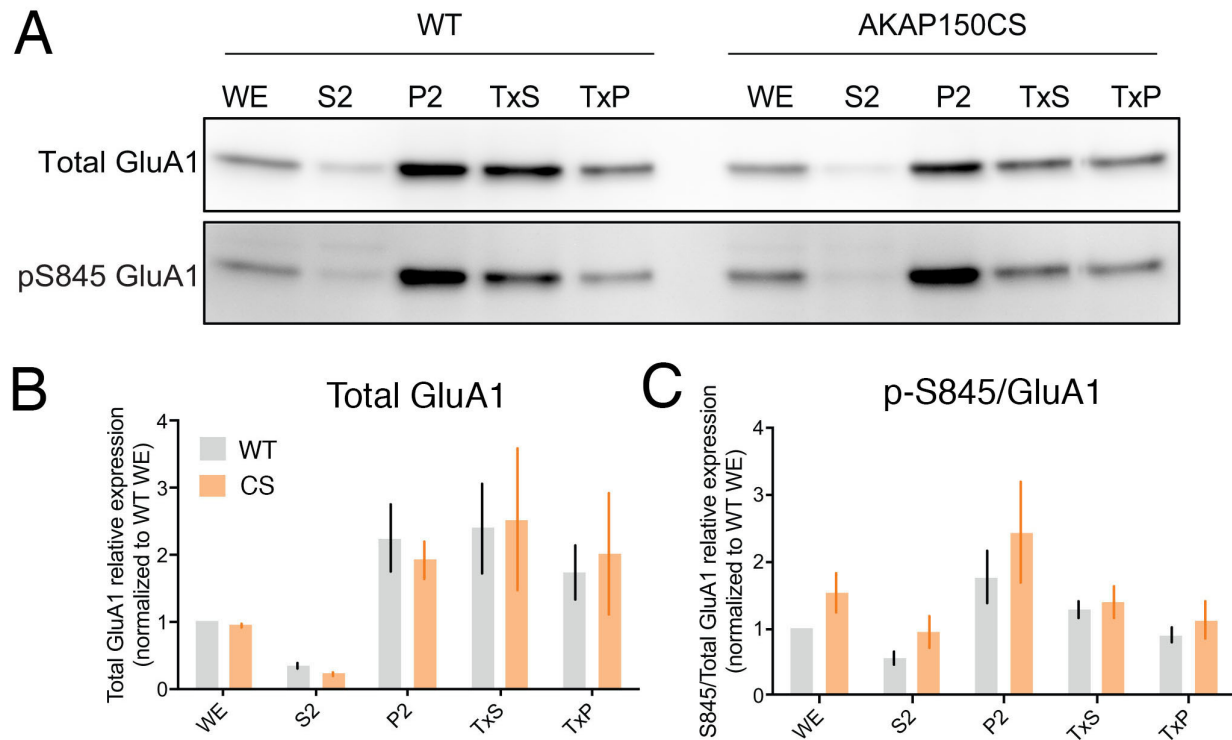 A
WT
AKAP150CS
WE S2 P2 TxS TxP WE S2 P2 TxS TxP
Total GluA1
pS845 GluA1
B
Total GluA1
Total GluA1 relative expression
(normalized to WT WE)
4
3
2
1
0
WT
CS
WE S2 P2 TxS TxP
C
p-S845/GluA1
S845/Total GluA1 relative expression
(normalized to WT WE)
4
3
2
1
0
WE S2 P2 TxS TxP